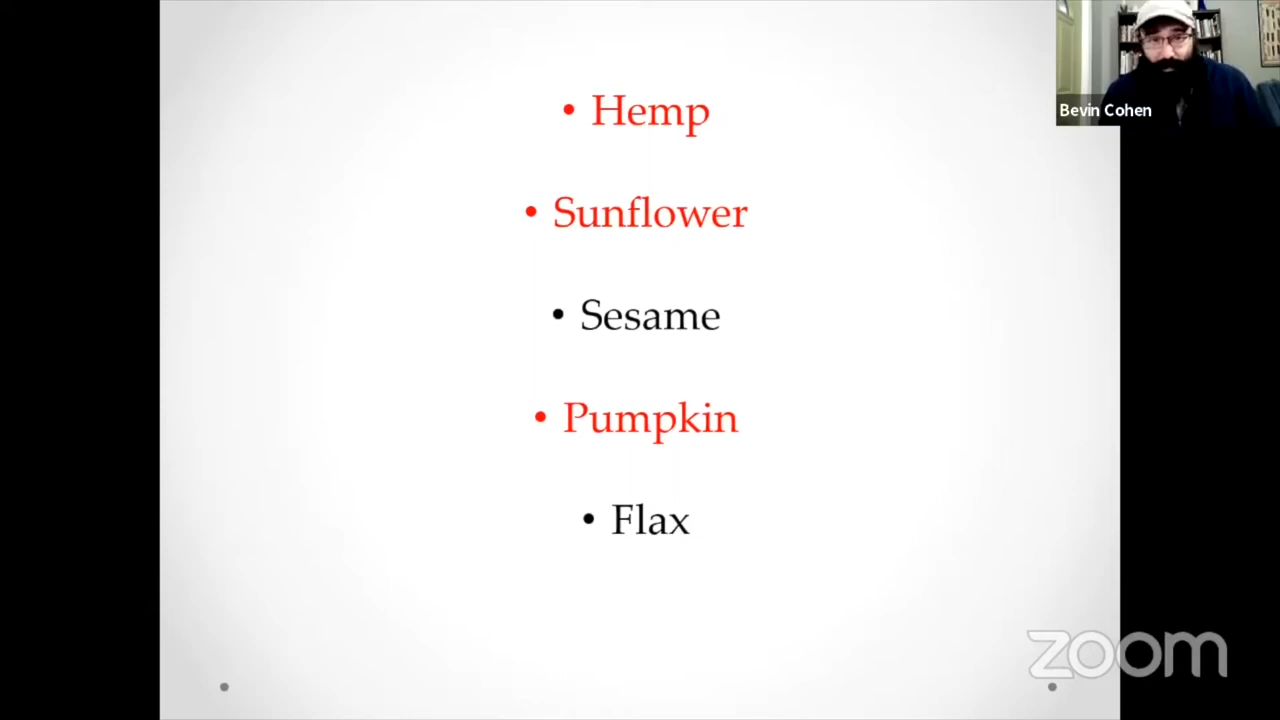 • Hemp
Bevin Cohen
• Sunflower
• Sesame
• Pumpkin
• Flax
zoom